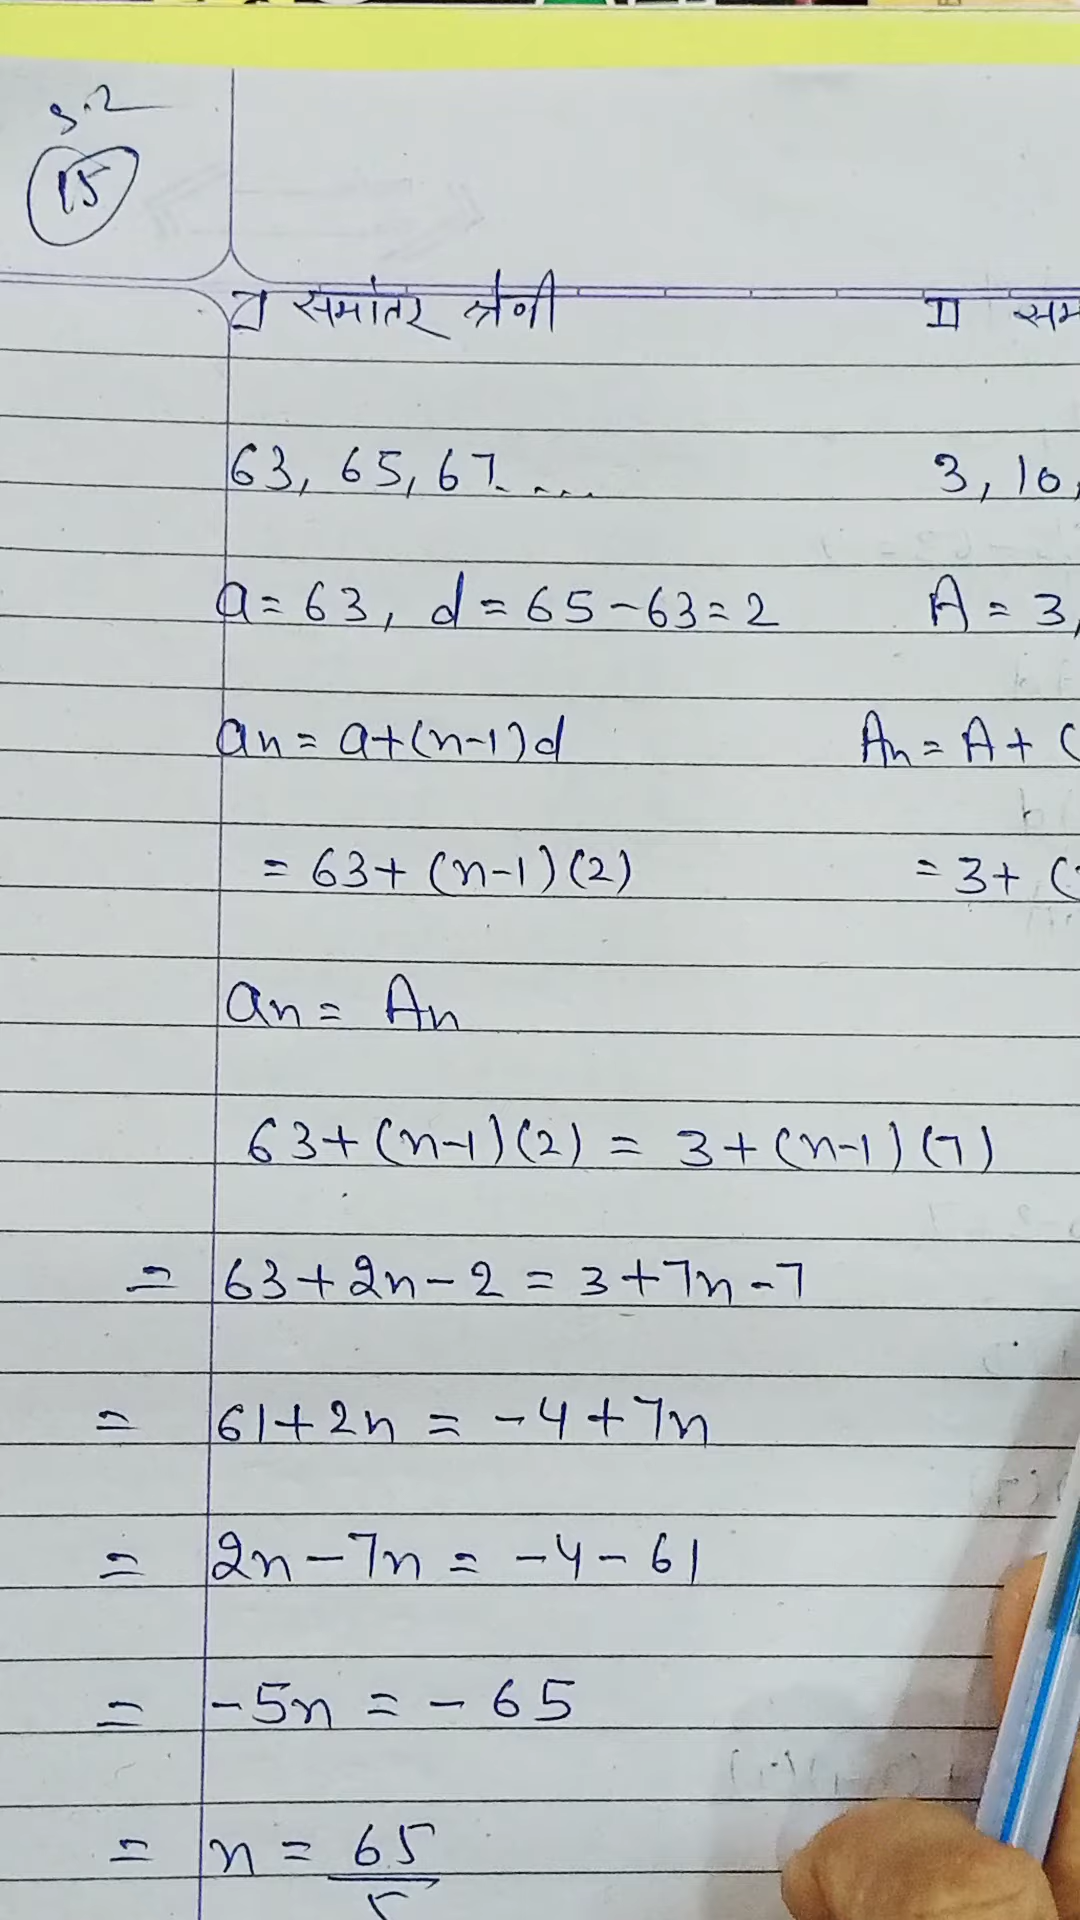 5.2
15
I समांतर श्रेणी II सम
63, 65, 67.... 3, 10,
a = 63, d = 65-63 = 2 A = 3,
an = a+(n-1)d An = A + (
= 63+ (n-1) (2) = 3+ (
an = An
63+(n-1) (2) = 3+(n-1) (7)
= 63+2n-2 = 3+7n-7
= 61+2n = -4+7n
= 2n-7n = -4-61
= -5n = -65
= n = 65
5